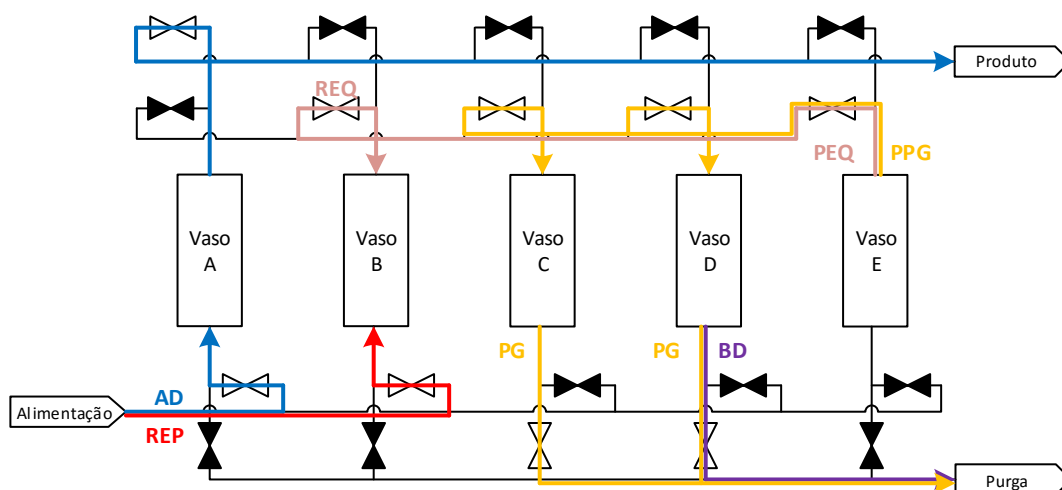 Produto
REQ
PEQ
PPG
Vaso
A
Vaso
B
Vaso
C
Vaso
D
Vaso
E
PG
PG
BD
AD
Alimentação
REP
Purga